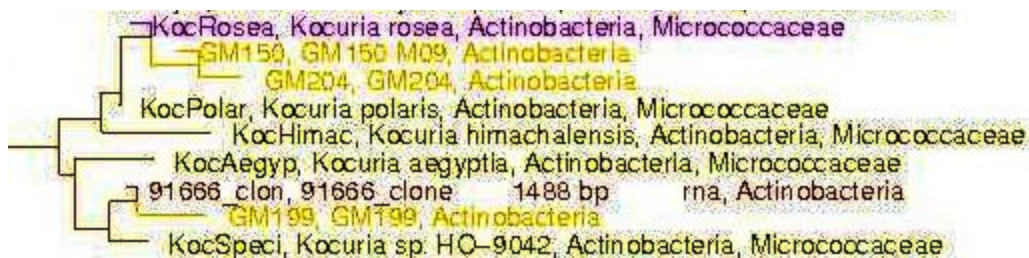 KocRosea, Kocuria rosea, Actinobacteria, Micrococcaceae
GM150, GM150 M09, Actinobacteria
GM204, GM204, Actinobacteria
KocPolar, Kocuria polaris, Actinobacteria, Micrococcaceae
KocHimac, Kocuria himachalensis, Actinobacteria, Micrococcaceae
KocAegyp, Kocuria aegyptia, Actinobacteria, Micrococcaceae
91666_clon, 91666_clone 1488 bp rna, Actinobacteria
GM199, GM199, Actinobacteria
KocSpeci, Kocuria sp. HO-9042, Actinobacteria, Micrococcaceae